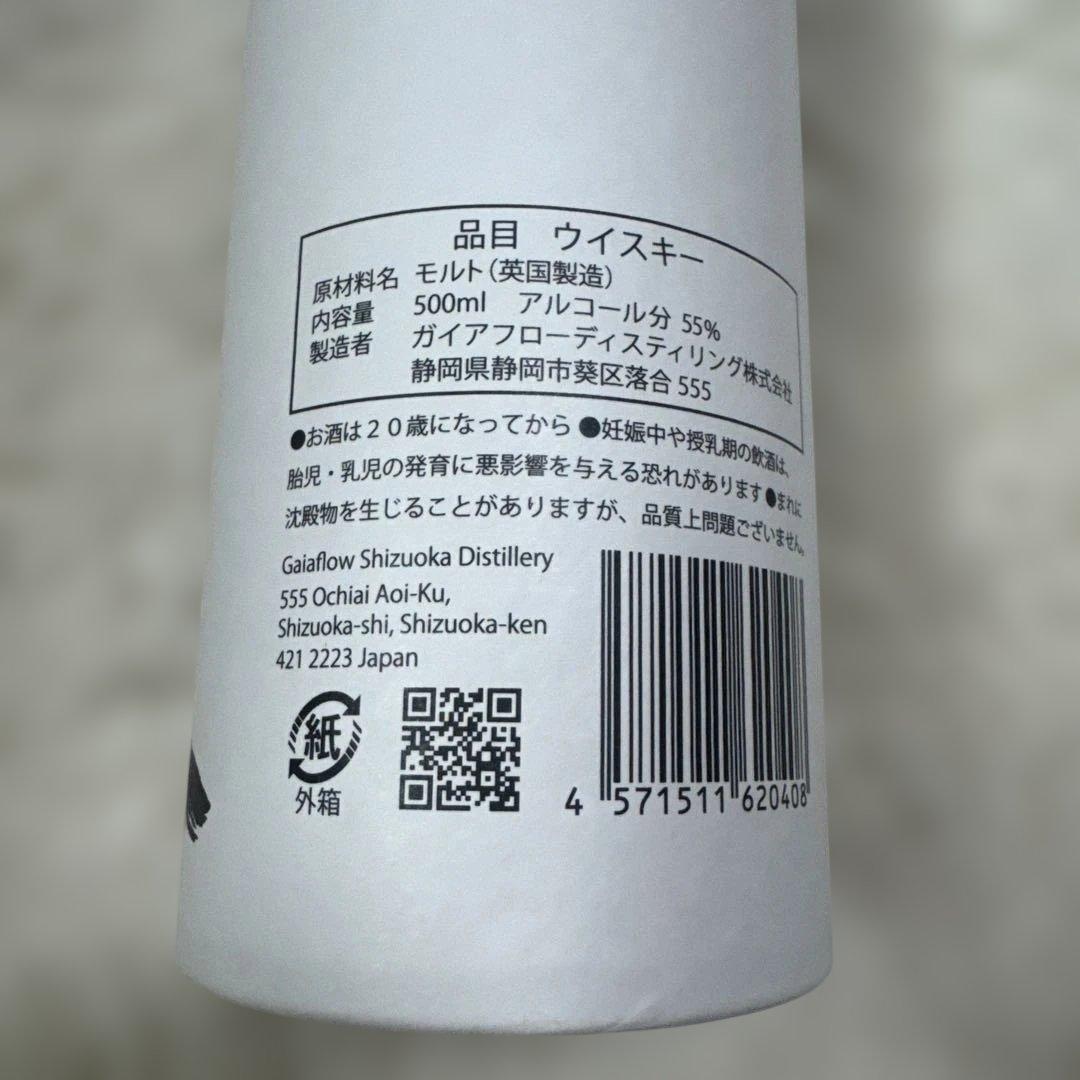 品目 ウイスキー
原材料名 モルト(英国製造)
内容量 500ml アルコール分 55%
製造者 ガイアフローディスティリング株式会社
静岡県静岡市葵区落合 555
●お酒は20歳になってから ●妊娠中や授乳期の飲酒は、
胎児・乳児の発育に悪影響を与える恐れがあります●まれに
沈殿物を生じることがありますが、品質上問題ございません。
Gaiaflow Shizuoka Distillery
555 Ochiai Aoi-Ku,
Shizuoka-shi, Shizuoka-ken
421 2223 Japan
紙
外箱
4 571511 620408